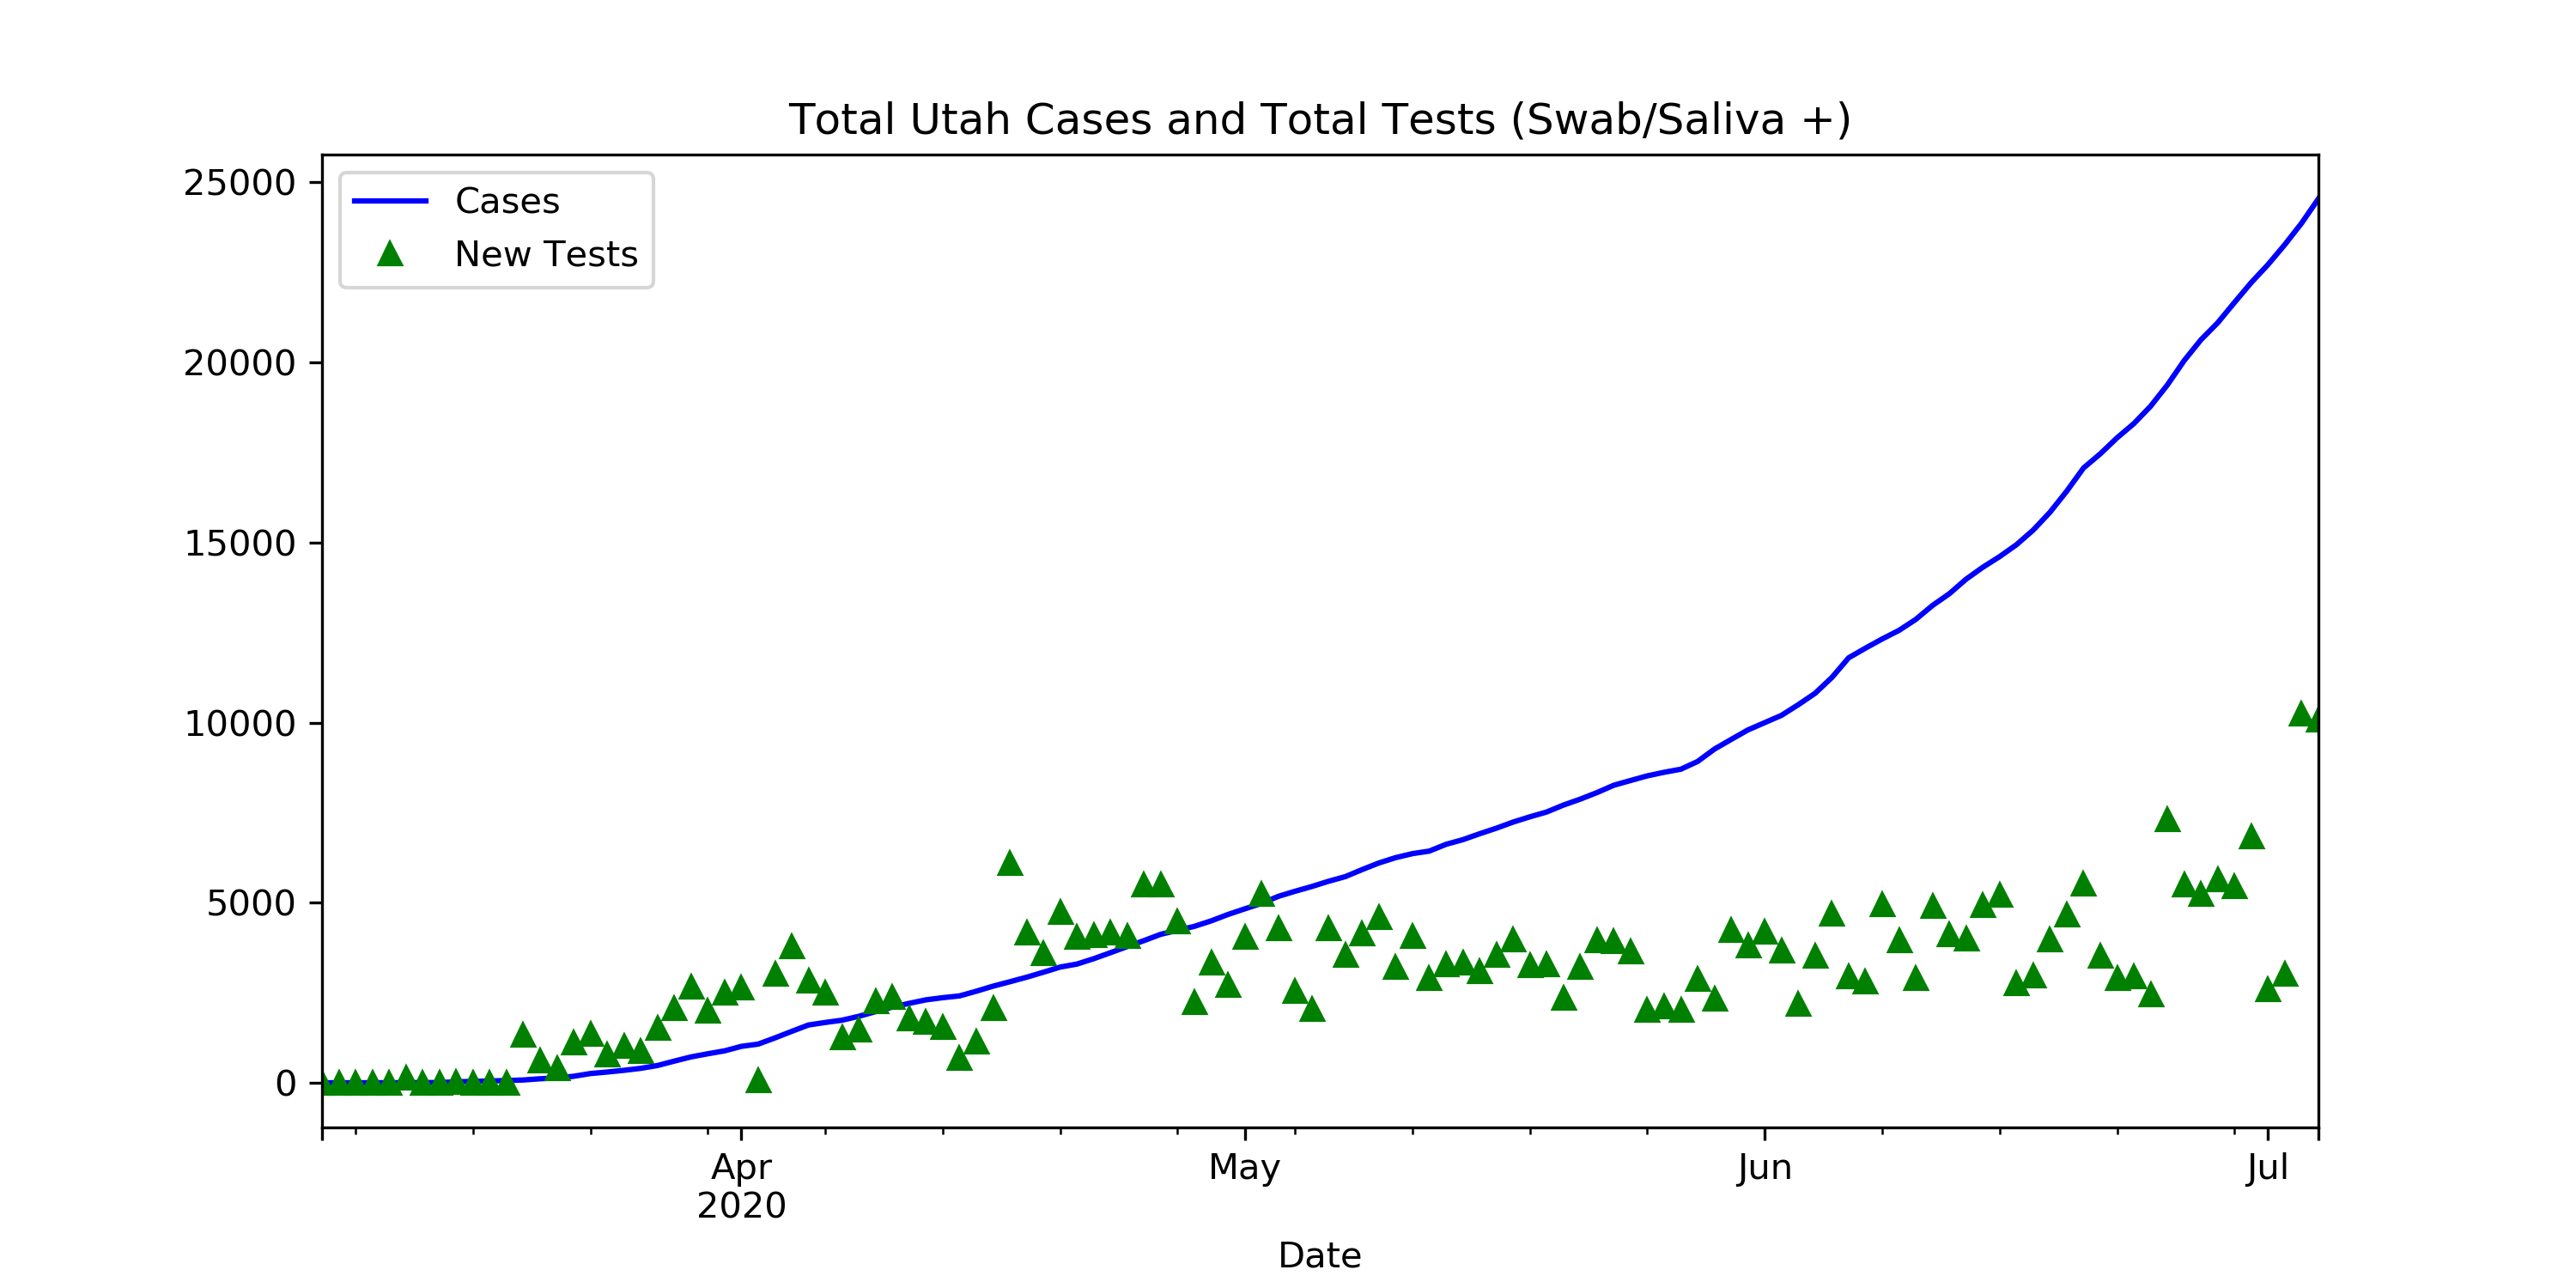 Total Utah Cases and Total Tests (Swab/Saliva +)
Cases
New Tests
25000
20000
15000
10000
5000
0
Apr
2020
May
Jun
Jul
Date